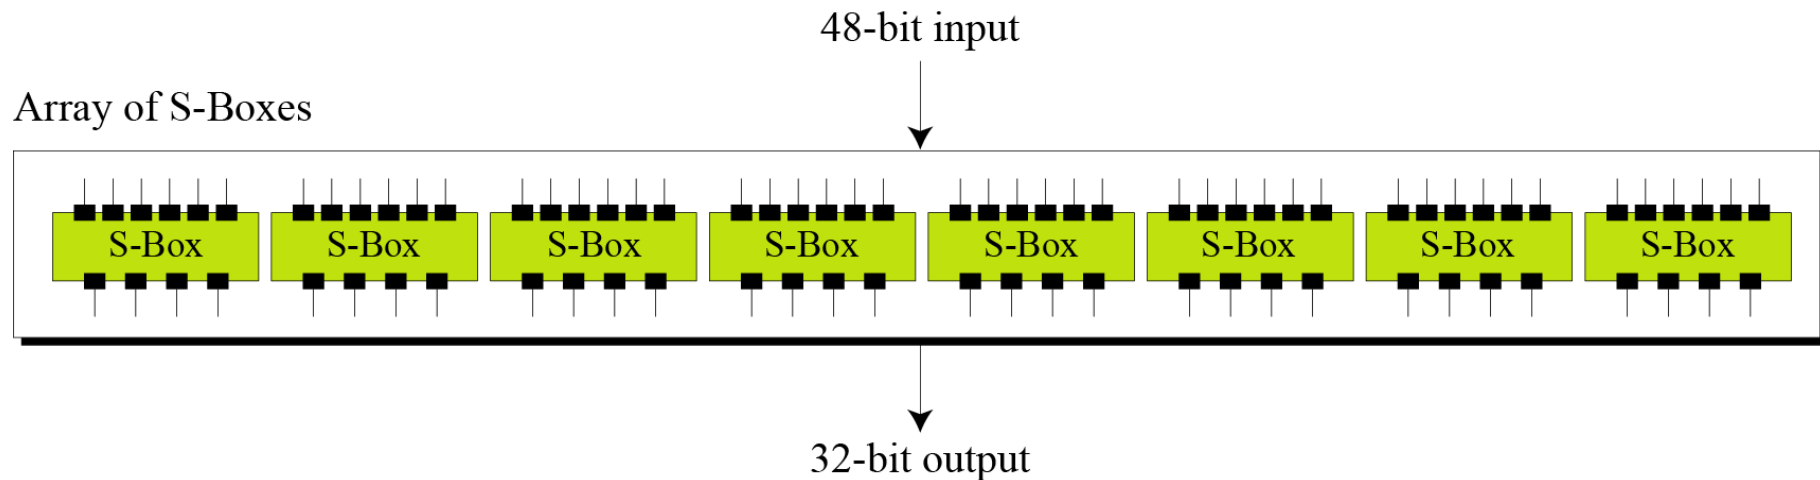 48-bit input
Array of S-Boxes
S-Box S-Box S-Box S-Box S-Box S-Box S-Box S-Box
32-bit output